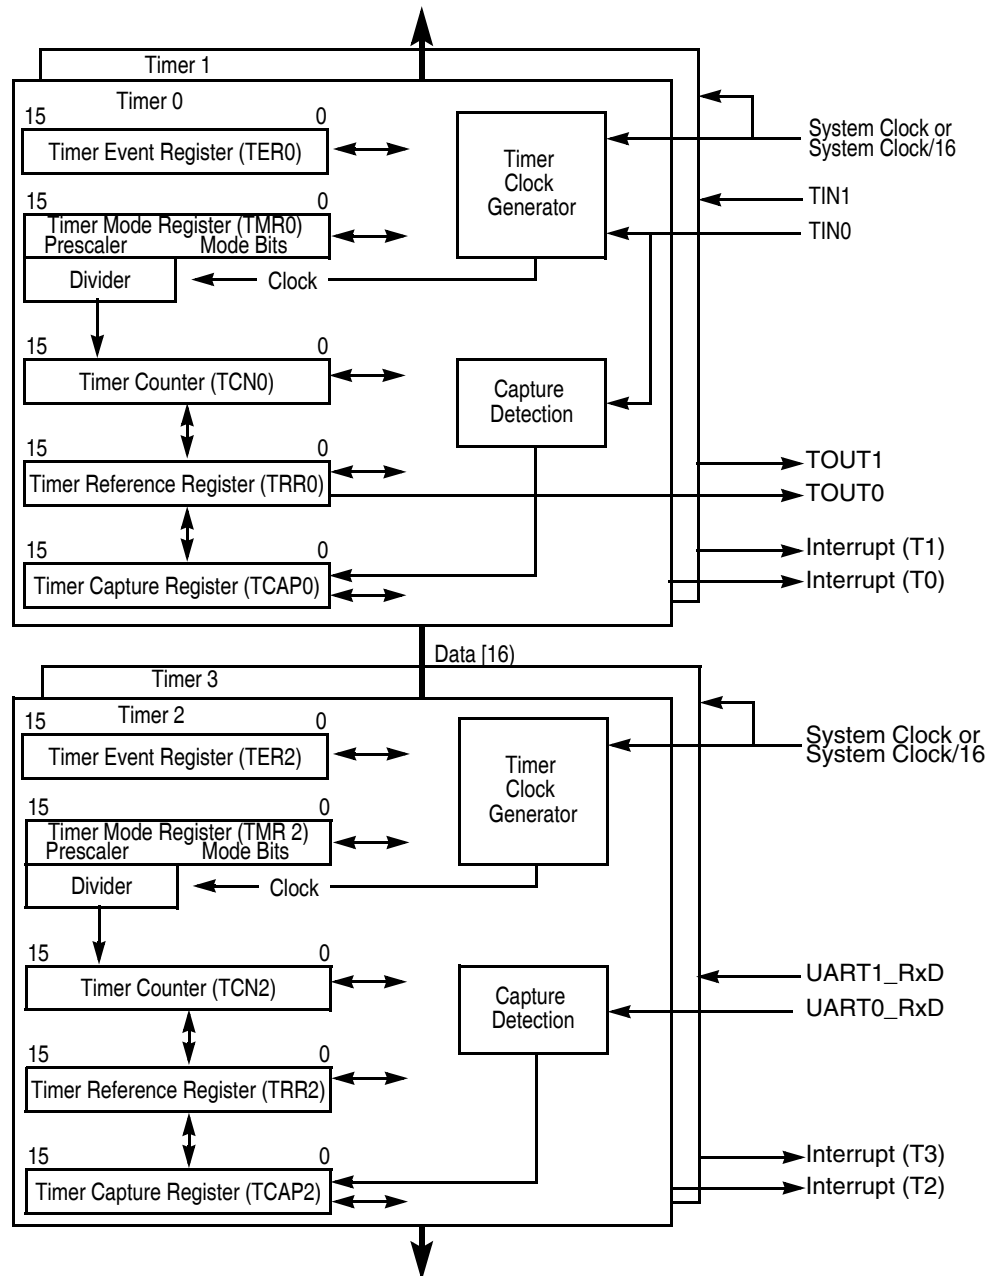 Timer 1
Timer 0
15 0
Timer Event Register (TER0)
15 0
Timer Mode Register (TMR0)
Prescaler Mode Bits
Divider
Clock
Timer
Clock
Generator
System Clock or
System Clock/16
TIN1
TIN0
15 0
Timer Counter (TCN0)
Capture
Detection
15 0
Timer Reference Register (TRR0)
TOUT1
TOUT0
15 0
Timer Capture Register (TCAP0)
Interrupt (T1)
Interrupt (T0)
Data [16)
Timer 3
Timer 2
15 0
Timer Event Register (TER2)
15 0
Timer Mode Register (TMR 2)
Prescaler Mode Bits
Divider
Clock
Timer
Clock
Generator
System Clock or
System Clock/16
15 0
Timer Counter (TCN2)
Capture
Detection
UART1_RxD
UART0_RxD
15 0
Timer Reference Register (TRR2)
15 0
Timer Capture Register (TCAP2)
Interrupt (T3)
Interrupt (T2)